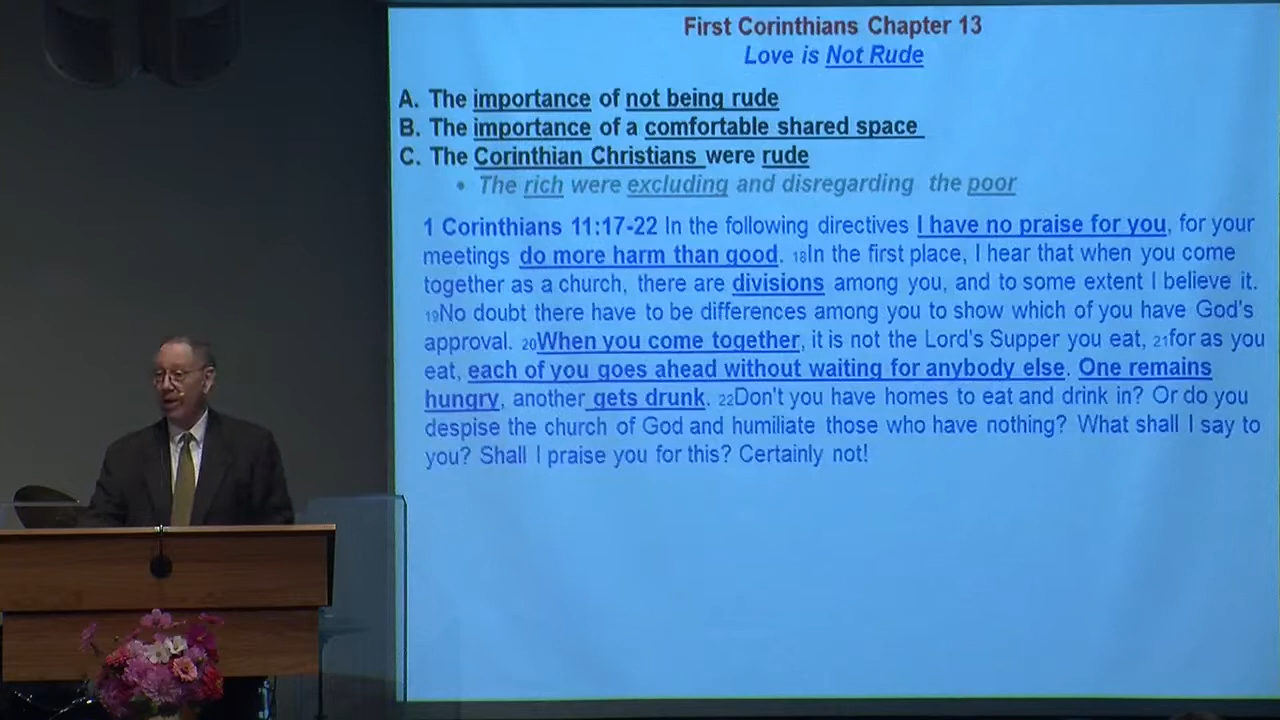 First Corinthians Chapter 13
Love is Not Rude
A. The importance of not being rude
B. The importance of a comfortable shared space
C. The Corinthian Christians were rude
• The rich were excluding and disregarding the poor
1 Corinthians 11:17-22 In the following directives I have no praise for you, for your
meetings do more harm than good. 18In the first place, I hear that when you come
together as a church, there are divisions among you, and to some extent I believe it.
19No doubt there have to be differences among you to show which of you have God's
approval. 20When you come together, it is not the Lord's Supper you eat, 21for as you
eat, each of you goes ahead without waiting for anybody else. One remains
hungry, another gets drunk. 22Don't you have homes to eat and drink in? Or do you
despise the church of God and humiliate those who have nothing? What shall I say to
you? Shall I praise you for this? Certainly not!